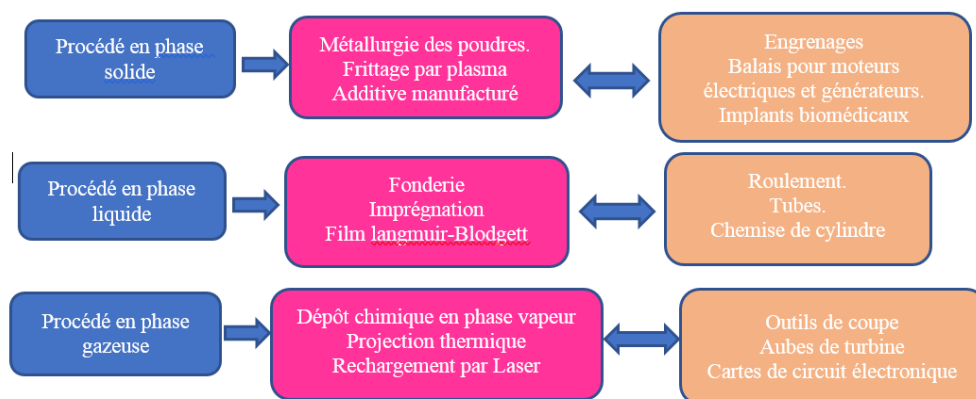 Procédé en phase
solide
Métallurgie des poudres.
Frittage par plasma
Additive manufacturé
Engrenages
Balais pour moteurs
électriques et générateurs.
Implants biomédicaux
Procédé en phase
liquide
Fonderie
Imprégnation
Film langmuir-Blodgett
Roulement.
Tubes.
Chemise de cylindre
Procédé en phase
gazeuse
Dépôt chimique en phase vapeur
Projection thermique
Rechargement par Laser
Outils de coupe
Aubes de turbine
Cartes de circuit électronique